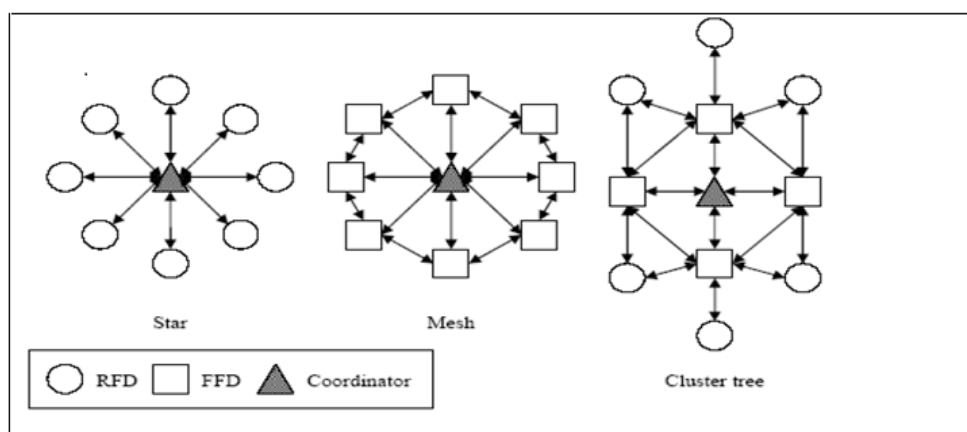 Star
Mesh
Cluster tree
RFD
FFD
Coordinator